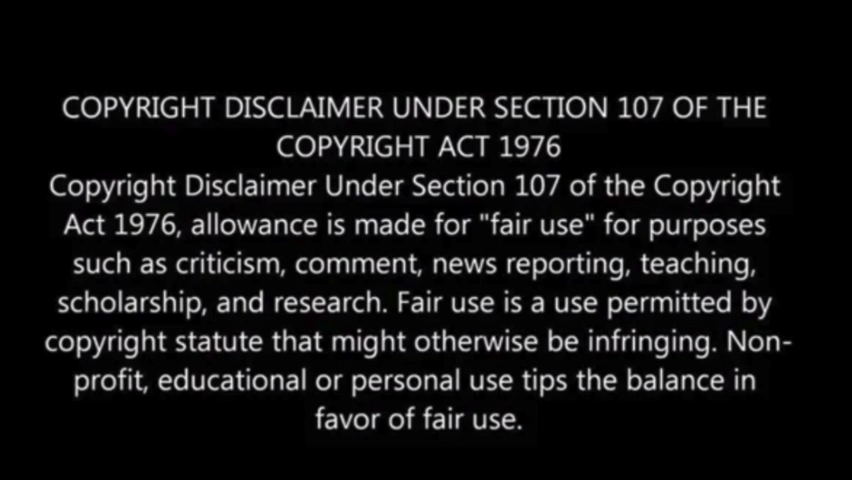 COPYRIGHT DISCLAIMER UNDER SECTION 107 OF THE
COPYRIGHT ACT 1976
Copyright Disclaimer Under Section 107 of the Copyright
Act 1976, allowance is made for "fair use" for purposes
such as criticism, comment, news reporting, teaching,
scholarship, and research. Fair use is a use permitted by
copyright statute that might otherwise be infringing. Non-
profit, educational or personal use tips the balance in
favor of fair use.